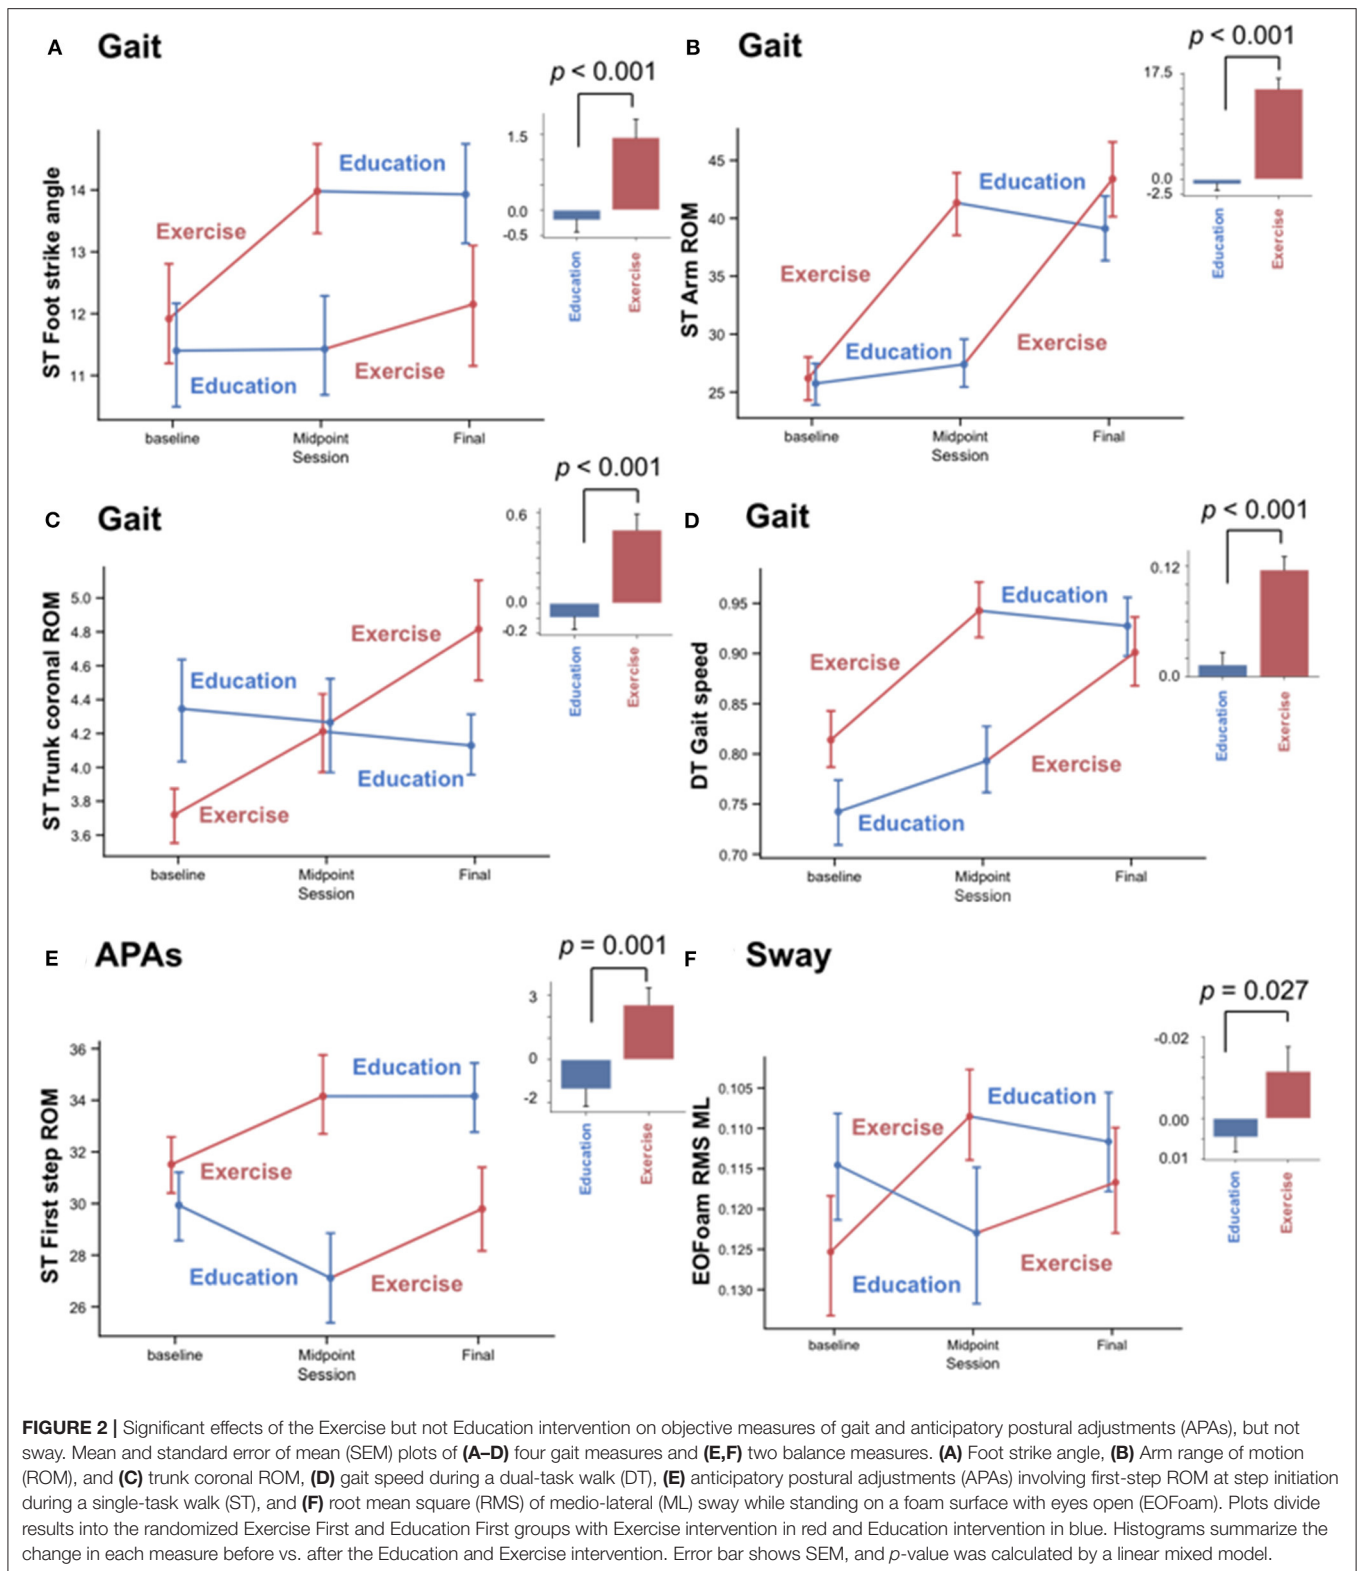 A Gait
p < 0.001
1.5
0.0
-0.5
Education
Exercise
ST Foot strike angle
14
13
12
11
Exercise
Education
Education
Exercise
baseline
Midpoint
Final
Session
B Gait
p < 0.001
17.5
0.0
-2.5
Education
Exercise
ST Arm ROM
45
40
35
30
25
Education
Exercise
Education
Exercise
baseline
Midpoint
Final
Session
C Gait
p < 0.001
0.6
0.0
-0.2
Education
Exercise
ST Trunk coronal ROM
5.0
4.8
4.6
4.4
4.2
4.0
3.8
3.6
Exercise
Education
Education
Exercise
baseline
Midpoint
Final
Session
D Gait
p < 0.001
0.12
0.0
Education
Exercise
DT Gait speed
0.95
0.90
0.85
0.80
0.75
0.70
Education
Exercise
Exercise
Education
baseline
Midpoint
Final
Session
E APAs
p = 0.001
3
0
-2
Education
Exercise
ST First step ROM
36
34
32
30
28
26
Education
Exercise
Education
Exercise
baseline
Midpoint
Final
Session
F Sway
p = 0.027
-0.02
0.00
0.01
Education
Exercise
EOFoam RMS ML
0.105
0.110
0.115
0.120
0.125
0.130
Education
Exercise
Exercise
Education
baseline
Midpoint
Final
Session
FIGURE 2 | Significant effects of the Exercise but not Education intervention on objective measures of gait and anticipatory postural adjustments (APAs), but not
sway. Mean and standard error of mean (SEM) plots of (A–D) four gait measures and (E,F) two balance measures. (A) Foot strike angle, (B) Arm range of motion
(ROM), and (C) trunk coronal ROM, (D) gait speed during a dual-task walk (DT), (E) anticipatory postural adjustments (APAs) involving first-step ROM at step initiation
during a single-task walk (ST), and (F) root mean square (RMS) of medio-lateral (ML) sway while standing on a foam surface with eyes open (EOFoam). Plots divide
results into the randomized Exercise First and Education First groups with Exercise intervention in red and Education intervention in blue. Histograms summarize the
change in each measure before vs. after the Education and Exercise intervention. Error bar shows SEM, and p-value was calculated by a linear mixed model.